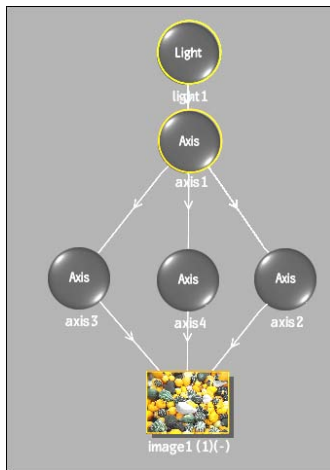 Light
light1
Axis
axis1
Axis
Axis
Axis
axis3
axis4
axis2
image1 (1)(-)